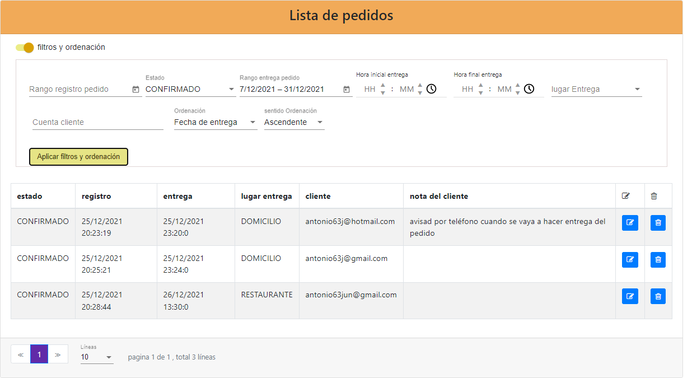 Lista de pedidos
filtros y ordenación
Rango registro pedido
Estado
CONFIRMADO
Rango entrega pedido
7/12/2021 – 31/12/2021
Hora inicial entrega
HH : MM
Hora final entrega
HH : MM
lugar Entrega
Cuenta cliente
Ordenación
Fecha de entrega
sentido Ordenación
Ascendente
Aplicar filtros y ordenación
estado registro entrega lugar entrega cliente nota del cliente
CONFIRMADO 25/12/2021 25/12/2021 DOMICILIO antonio63j@hotmail.com avisad por teléfono cuando se vaya a hacer entrega del
20:23:19 23:20:0 pedido
CONFIRMADO 25/12/2021 25/12/2021 DOMICILIO antonio63j@gmail.com
20:25:21 23:24:0
CONFIRMADO 25/12/2021 26/12/2021 RESTAURANTE antonio63jun@gmail.com
20:28:44 13:30:0
« 1 »
Líneas
10
pagina 1 de 1 , total 3 líneas